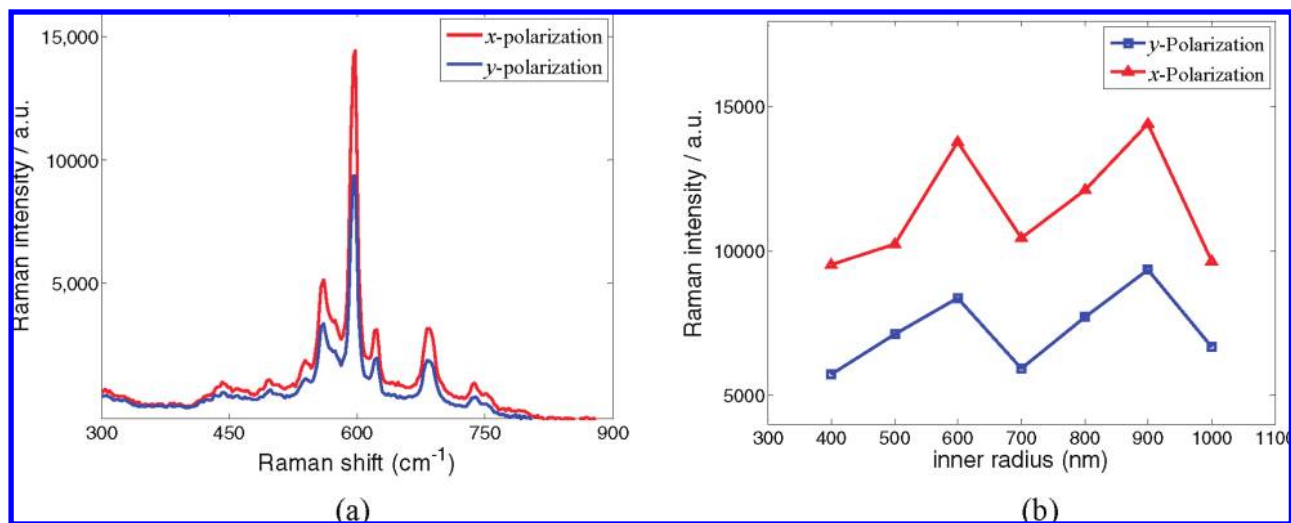 15,000
10000
5,000
300 450 600 750 900
Raman intensity / a.u.
Raman shift (cm⁻¹)
x-polarization
y-polarization
(a)
15000
10000
5000
300 400 500 600 700 800 900 1000 1100
Raman intensity / a.u.
inner radius (nm)
y-Polarization
x-Polarization
(b)